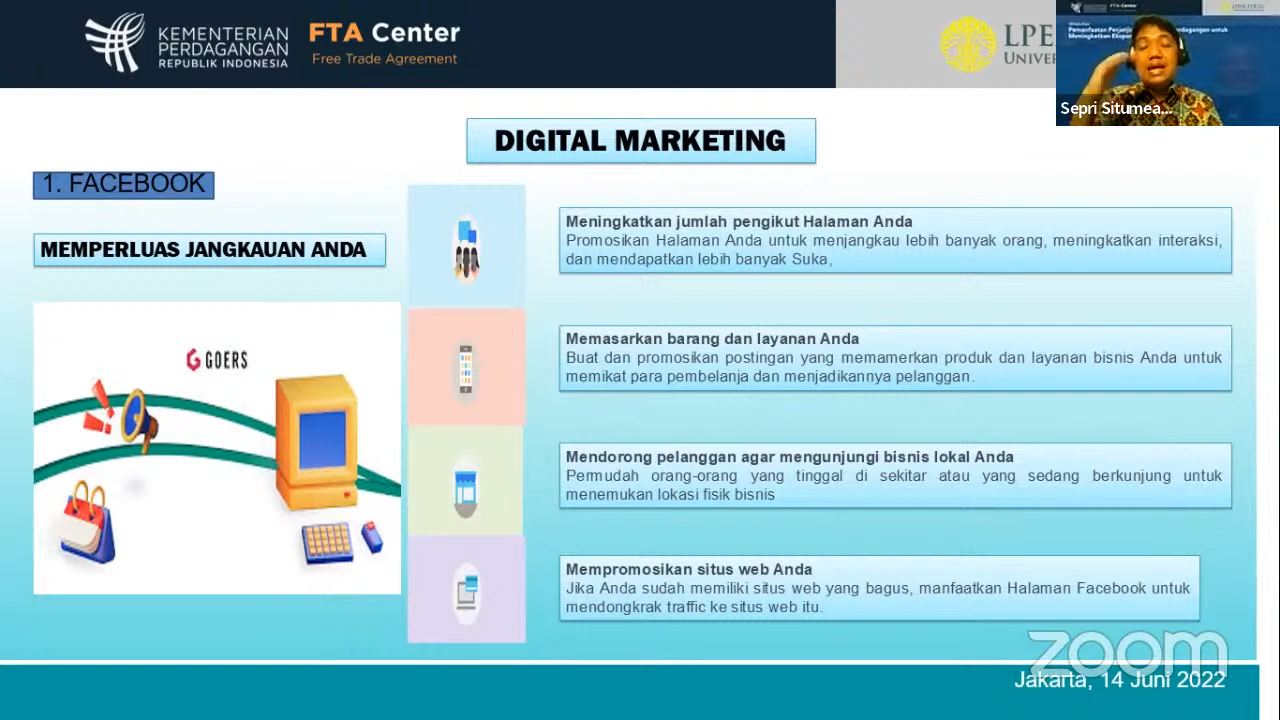 KEMENTERIAN
PERDAGANGAN
REPUBLIK INDONESIA
FTA Center
Free Trade Agreement
LPE
UNIVER
FTA Center
Meningkatkan Ekspor
Sepri Situmea...
DIGITAL MARKETING
1. FACEBOOK
MEMPERLUAS JANGKAUAN ANDA
GOERS
Meningkatkan jumlah pengikut Halaman Anda
Promosikan Halaman Anda untuk menjangkau lebih banyak orang, meningkatkan interaksi,
dan mendapatkan lebih banyak Suka,
Memasarkan barang dan layanan Anda
Buat dan promosikan postingan yang memamerkan produk dan layanan bisnis Anda untuk
memikat para pembelanja dan menjadikannya pelanggan.
Mendorong pelanggan agar mengunjungi bisnis lokal Anda
Permudah orang-orang yang tinggal di sekitar atau yang sedang berkunjung untuk
menemukan lokasi fisik bisnis
Mempromosikan situs web Anda
Jika Anda sudah memiliki situs web yang bagus, manfaatkan Halaman Facebook untuk
mendongkrak traffic ke situs web itu.
zoom
Jakarta, 14 Juni 2022